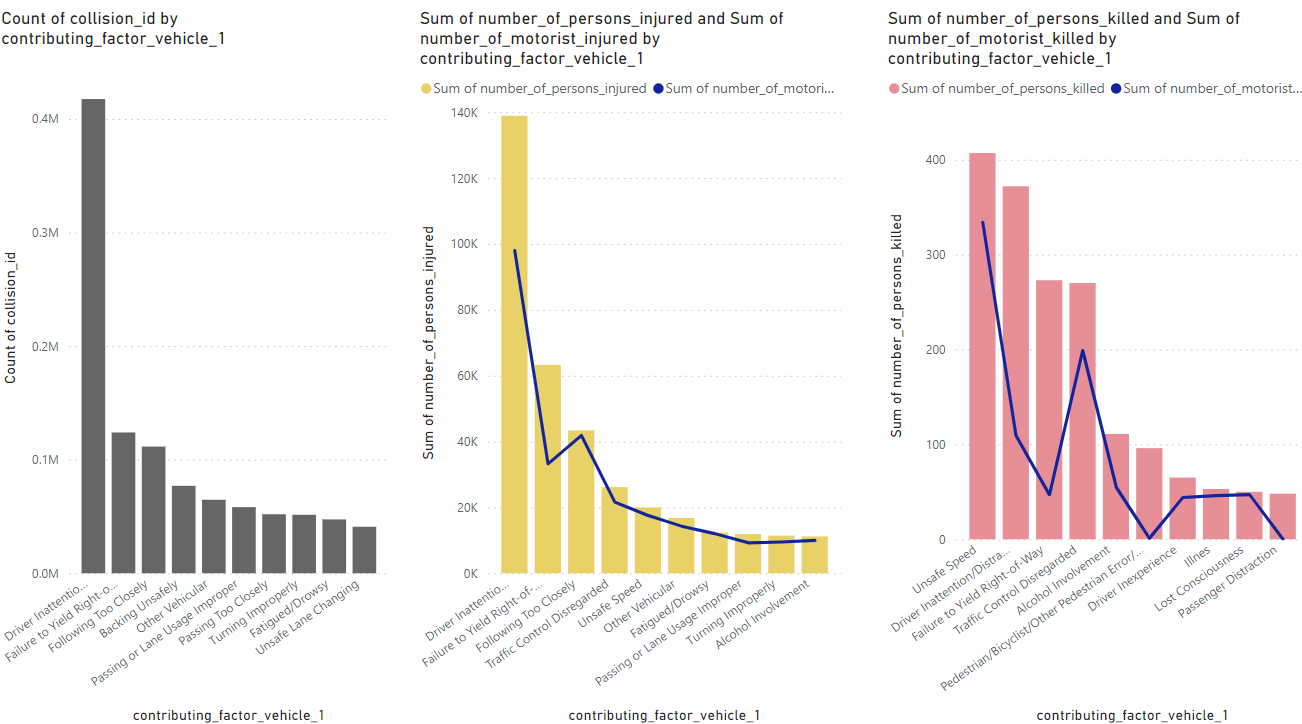 Count of collision_id by
contributing_factor_vehicle_1
Count of collision_id
0.4M
0.3M
0.2M
0.1M
0.0M
Driver Inattentio...
Failure to Yield Right-o...
Following Too Closely
Backing Unsafely
Other Vehicular
Passing or Lane Usage Improper
Passing Too Closely
Turning Improperly
Fatigued/Drowsy
Unsafe Lane Changing
contributing_factor_vehicle_1
Sum of number_of_persons_injured and Sum of
number_of_motorist_injured by
contributing_factor_vehicle_1
Sum of number_of_persons_injured Sum of number_of_motori...
Sum of number_of_persons_injured
140K
120K
100K
80K
60K
40K
20K
0K
Driver Inattentio...
Failure to Yield Right-of-...
Following Too Closely
Traffic Control Disregarded
Unsafe Speed
Other Vehicular
Fatigued/Drowsy
Passing or Lane Usage Improper
Turning Improperly
Alcohol Involvement
contributing_factor_vehicle_1
Sum of number_of_persons_killed and Sum of
number_of_motorist_killed by
contributing_factor_vehicle_1
Sum of number_of_persons_killed Sum of number_of_motorist...
Sum of number_of_persons_killed
400
300
200
100
0
Unsafe Speed
Driver Inattention/Distra...
Failure to Yield Right-of-Way
Traffic Control Disregarded
Alcohol Involvement
Pedestrian/Bicyclist/Other Pedestrian Error/...
Driver Inexperience
Illnes
Lost Consciousness
Passenger Distraction
contributing_factor_vehicle_1